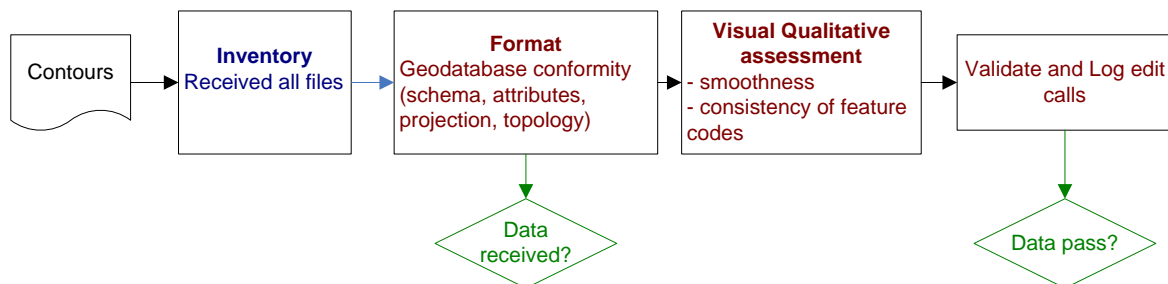 Contours
Inventory
Received all files
Format
Geodatabase conformity
(schema, attributes,
projection, topology)
Visual Qualitative
assessment
- smoothness
- consistency of feature
codes
Validate and Log edit
calls
Data
received?
Data pass?